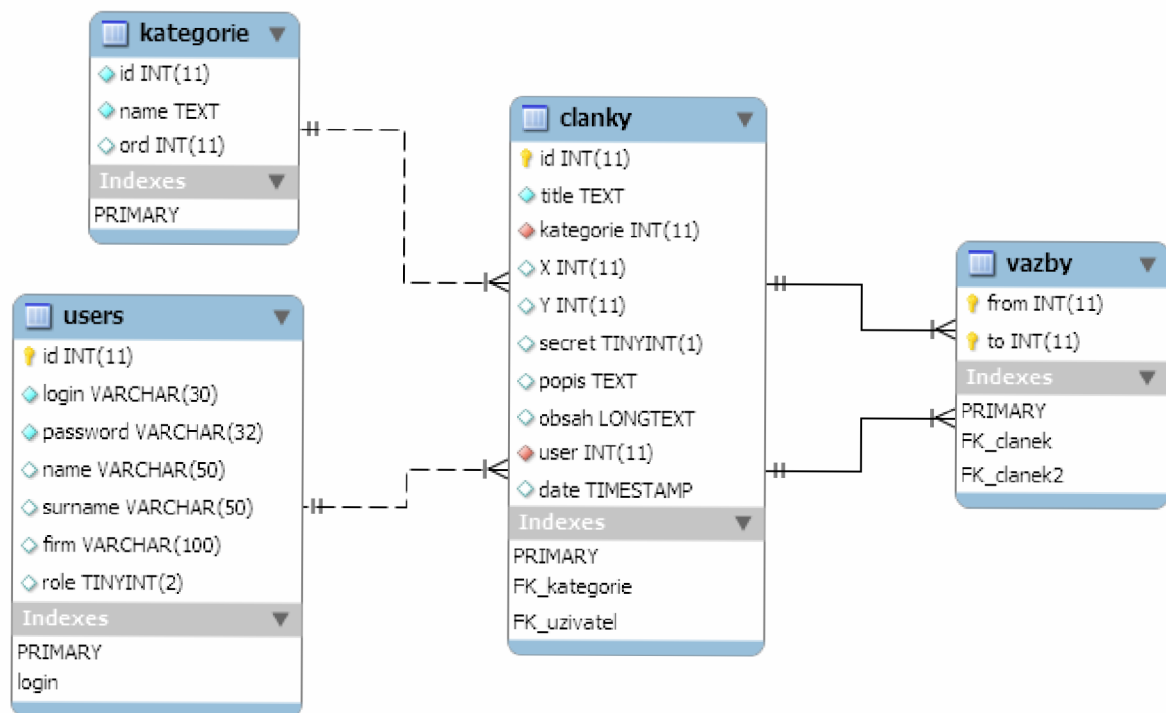 kategorie
id INT(11)
name TEXT
ord INT(11)
Indexes
PRIMARY
users
id INT(11)
login VARCHAR(30)
password VARCHAR(32)
name VARCHAR(50)
surname VARCHAR(50)
firm VARCHAR(100)
role TINYINT(2)
Indexes
PRIMARY
login
clanky
id INT(11)
title TEXT
kategorie INT(11)
X INT(11)
Y INT(11)
secret TINYINT(1)
popis TEXT
obsah LONGTEXT
user INT(11)
date TIMESTAMP
Indexes
PRIMARY
FK_kategorie
FK_uzivatel
vazby
from INT(11)
to INT(11)
Indexes
PRIMARY
FK_clanek
FK_clanek2